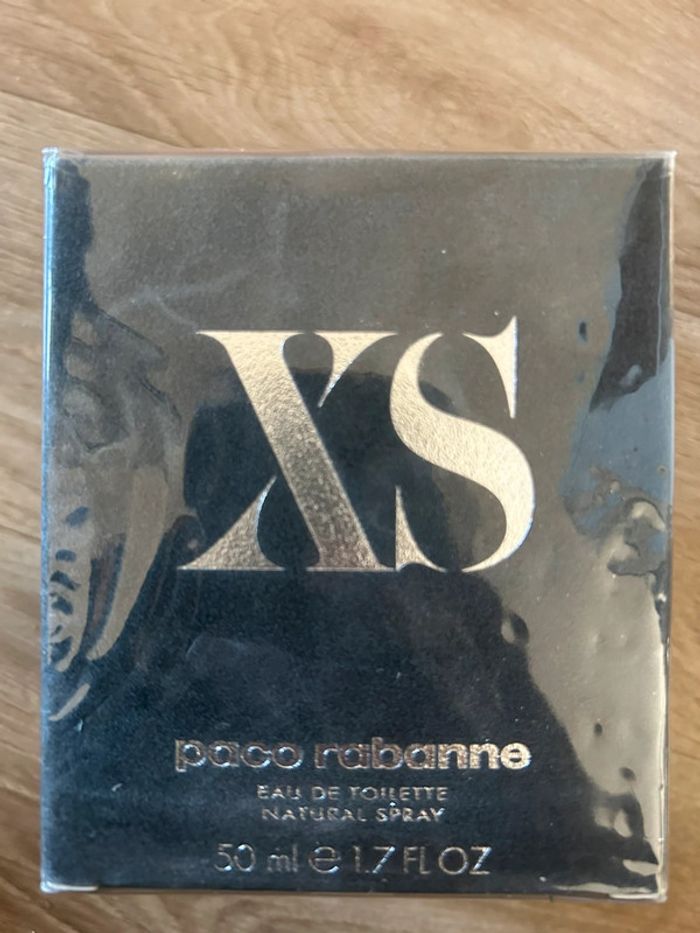 XS
paco rabanne
EAU DE TOILETTE
NATURAL SPRAY
50 ml ℮ 1.7 FL OZ